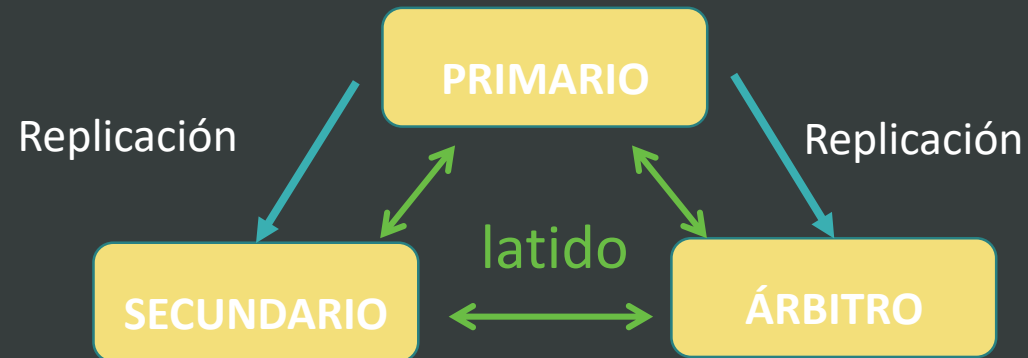 PRIMARIO
Replicación
Replicación
latido
SECUNDARIO
ÁRBITRO